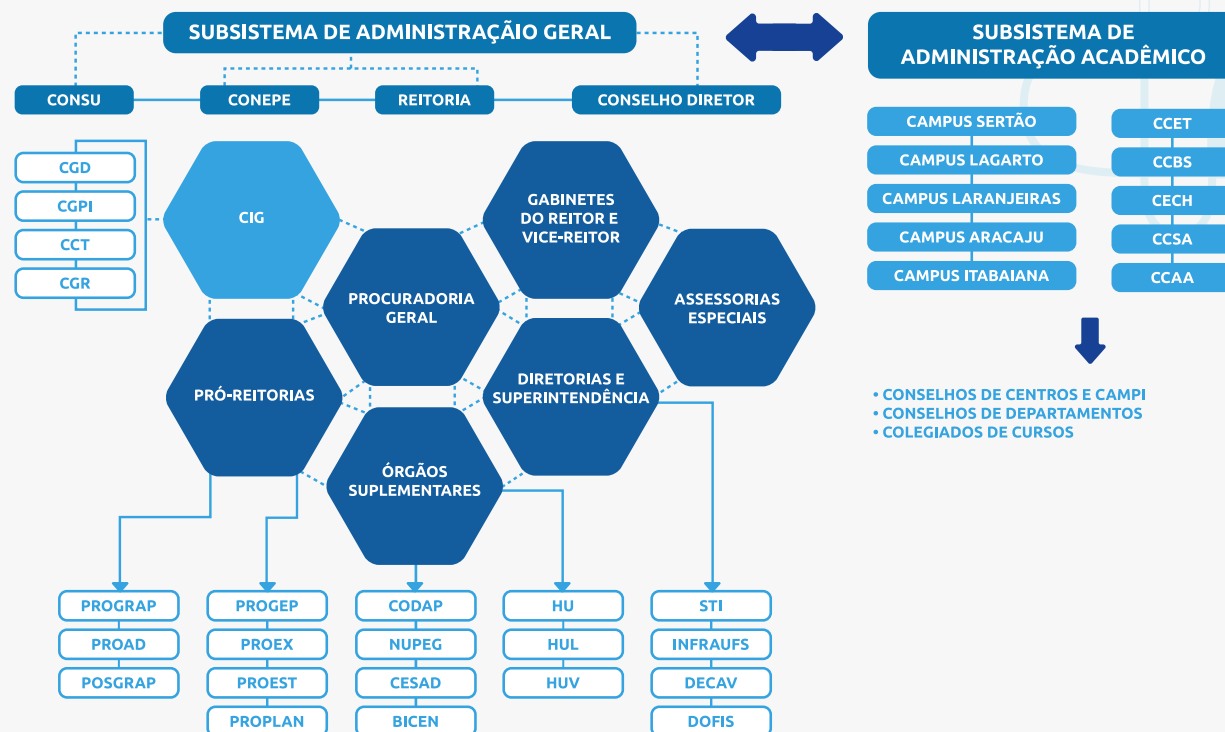 SUBSISTEMA DE ADMINISTRAÇÃIO GERAL
CONSU
CONEPE
REITORIA
CONSELHO DIRETOR
CGD
CGPI
CCT
CGR
CIG
GABINETES
DO REITOR E
VICE-REITOR
PROCURADORIA
GERAL
ASSESSORIAS
ESPECIAIS
PRÓ-REITORIAS
DIRETORIAS E
SUPERINTENDÊNCIA
ÓRGÃOS
SUPLEMENTARES
PROGRAP
PROAD
POSGRAP
PROGEP
PROEX
PROEST
PROPLAN
CODAP
NUPEG
CESAD
BICEN
HU
HUL
HUV
STI
INFRAUFS
DECAV
DOFIS
SUBSISTEMA DE
ADMINISTRAÇÃO ACADÊMICO
CAMPUS SERTÃO
CAMPUS LAGARTO
CAMPUS LARANJEIRAS
CAMPUS ARACAJU
CAMPUS ITABAIANA
CCET
CCBS
CECH
CCSA
CCAA
• CONSELHOS DE CENTROS E CAMPI
• CONSELHOS DE DEPARTAMENTOS
• COLEGIADOS DE CURSOS